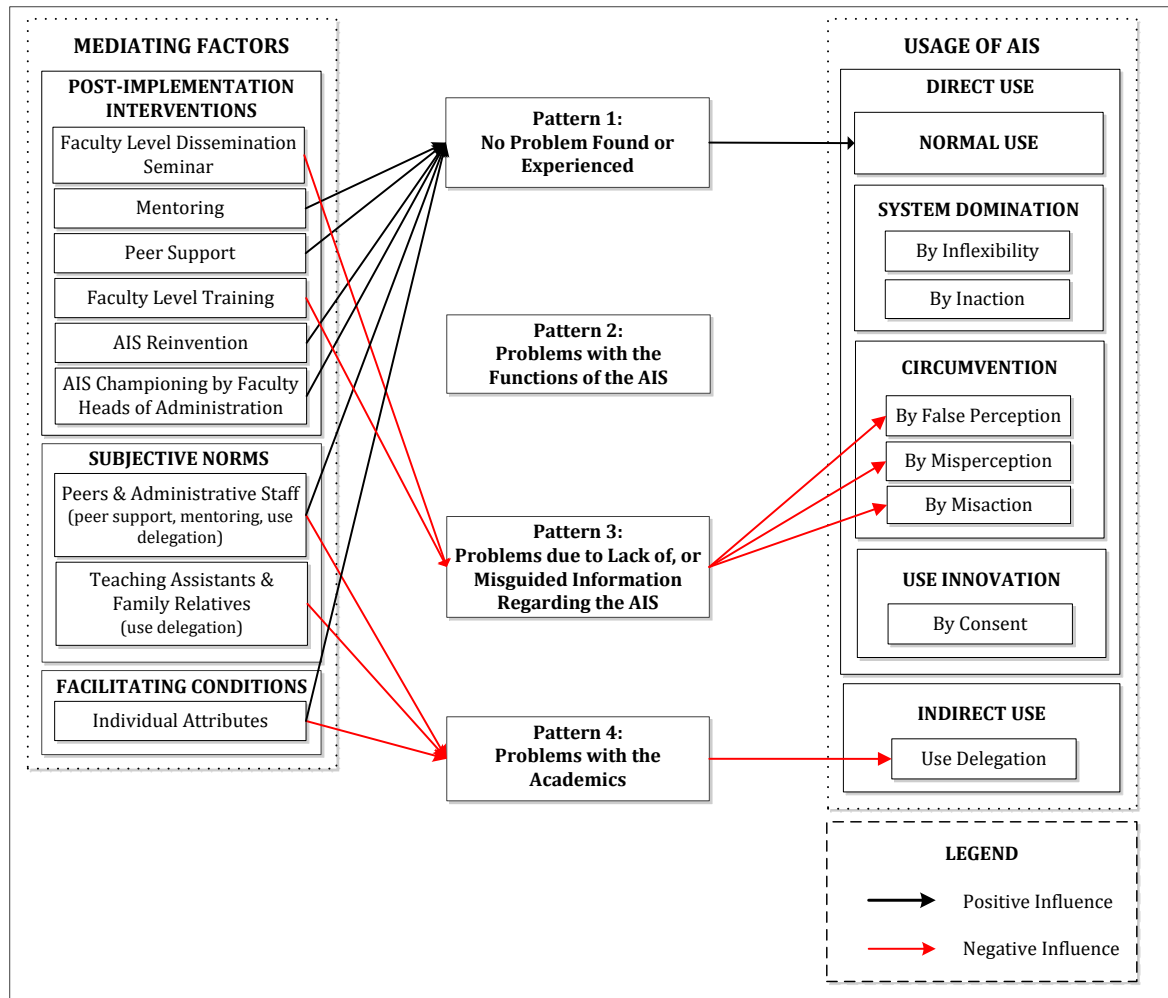 MEDIATING FACTORS
POST-IMPLEMENTATION
INTERVENTIONS
Faculty Level Dissemination
Seminar
Mentoring
Peer Support
Faculty Level Training
AIS Reinvention
AIS Championing by Faculty
Heads of Administration
SUBJECTIVE NORMS
Peers & Administrative Staff
(peer support, mentoring, use
delegation)
Teaching Assistants &
Family Relatives
(use delegation)
FACILITATING CONDITIONS
Individual Attributes
Pattern 1:
No Problem Found or
Experienced
Pattern 2:
Problems with the
Functions of the AIS
Pattern 3:
Problems due to Lack of, or
Misguided Information
Regarding the AIS
Pattern 4:
Problems with the
Academics
USAGE OF AIS
DIRECT USE
NORMAL USE
SYSTEM DOMINATION
By Inflexibility
By Inaction
CIRCUMVENTION
By False Perception
By Misperception
By Misaction
USE INNOVATION
By Consent
INDIRECT USE
Use Delegation
LEGEND
Positive Influence
Negative Influence